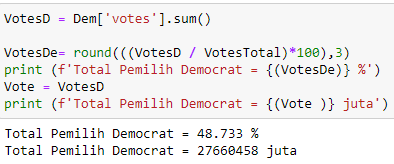 VotesD = Dem['votes'].sum()
VotesDe= round(((VotesD / VotesTotal)*100),3)
print (f'Total Pemilih Democrat = {(VotesDe)} %')
Vote = VotesD
print (f'Total Pemilih Democrat = {(Vote )} juta')
Total Pemilih Democrat = 48.733 %
Total Pemilih Democrat = 27660458 juta